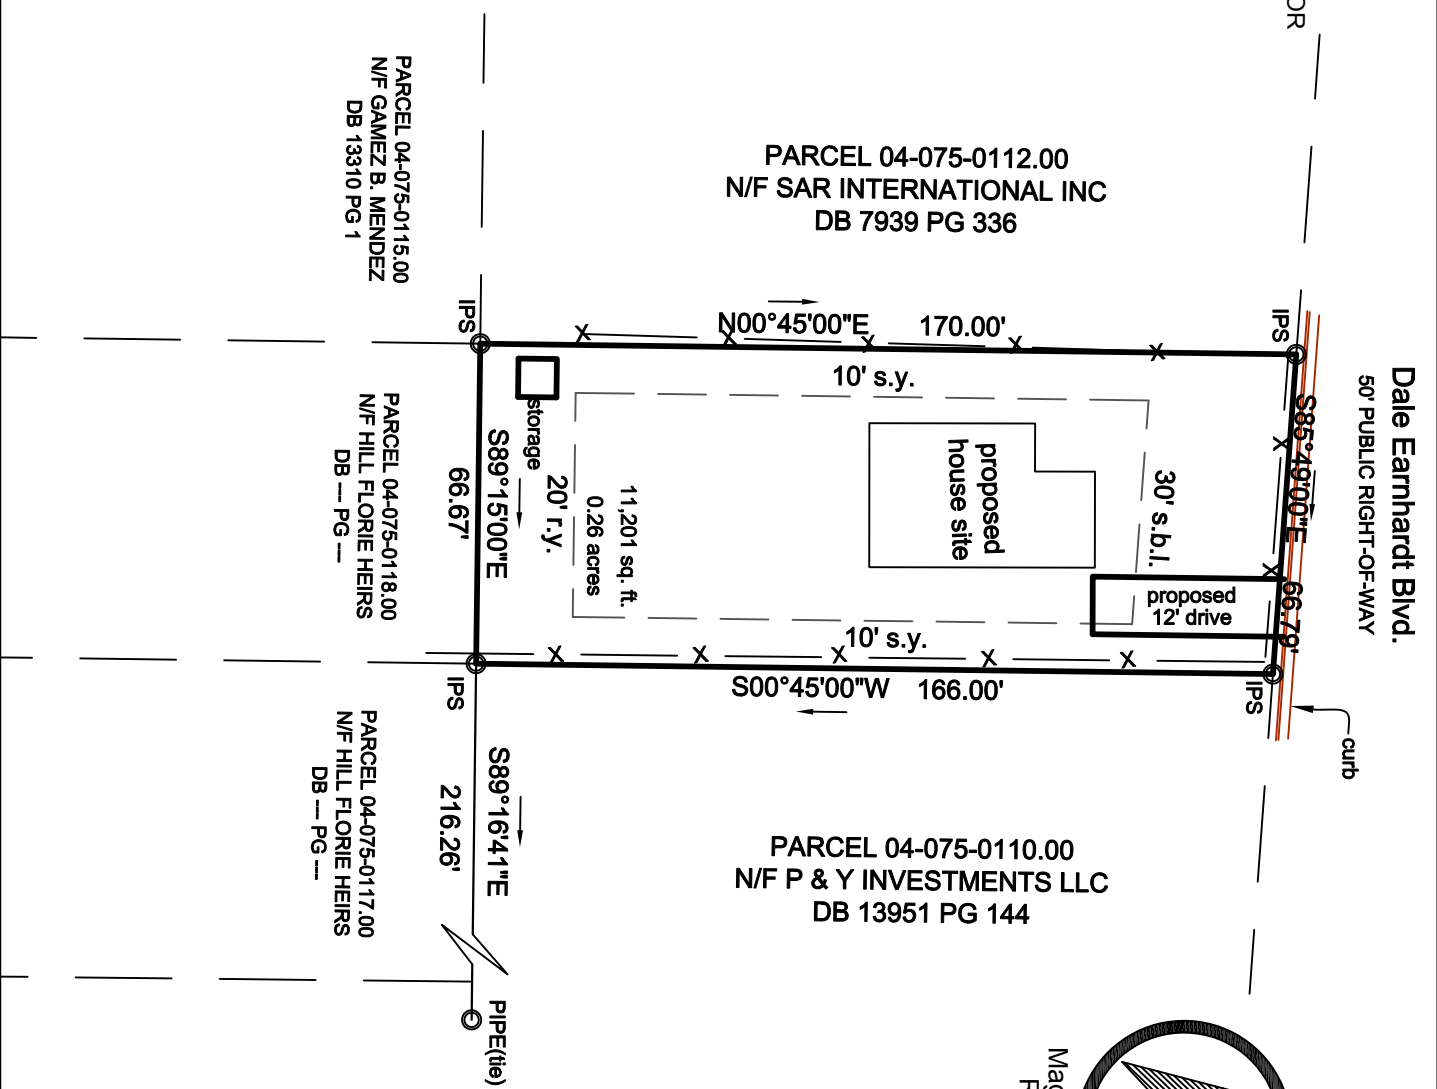 OR
PARCEL 04-075-0115.00
N/F GAMEZ B. MENDEZ
DB 13310 PG 1
PARCEL 04-075-0112.00
N/F SAR INTERNATIONAL INC
DB 7939 PG 336
IPS
IPS
N00°45'00"E 170.00'
10' s.y.
Dale Earnhardt Blvd.
50' PUBLIC RIGHT-OF-WAY
S85°49'00"E 66.79'
storage
proposed
house site
30' s.b.l.
PARCEL 04-075-0118.00
N/F HILL FLORIE HEIRS
DB --- PG ---
S89°15'00"E
66.67'
20' r.y.
11,201 sq. ft.
0.26 acres
proposed
12' drive
10' s.y.
S00°45'00"W 166.00'
IPS
IPS
curb
PARCEL 04-075-0117.00
N/F HILL FLORIE HEIRS
DB --- PG ---
S89°16'41"E
216.26'
PARCEL 04-075-0110.00
N/F P & Y INVESTMENTS LLC
DB 13951 PG 144
PIPE(tie)